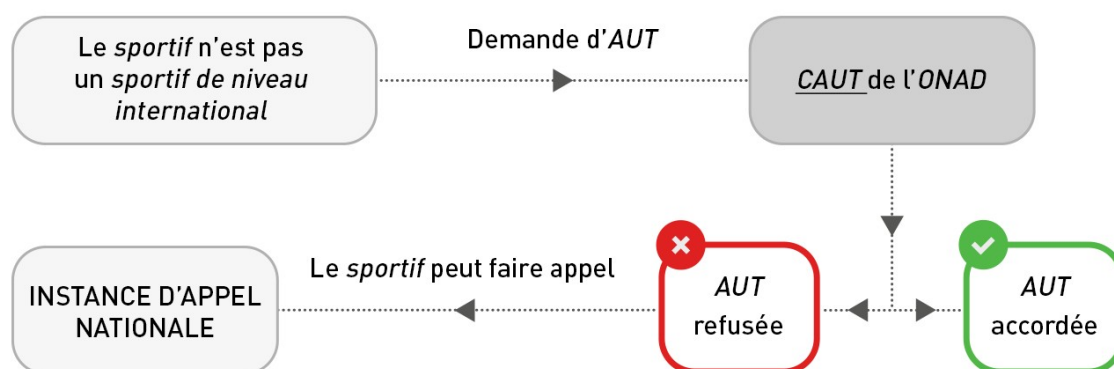 Le sportif n'est pas
un sportif de niveau
international
Demande d'AUT
CAUT de l'ONAD
INSTANCE D'APPEL
NATIONALE
Le sportif peut faire appel
AUT
refusée
AUT
accordée